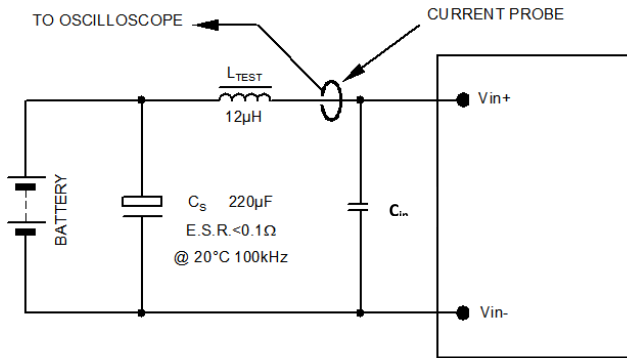 TO OSCILLOSCOPE
CURRENT PROBE
LTEST
12µH
Vin+
BATTERY
CS 220µF
E.S.R.<0.1Ω
@ 20°C 100kHz
Cin
Vin-